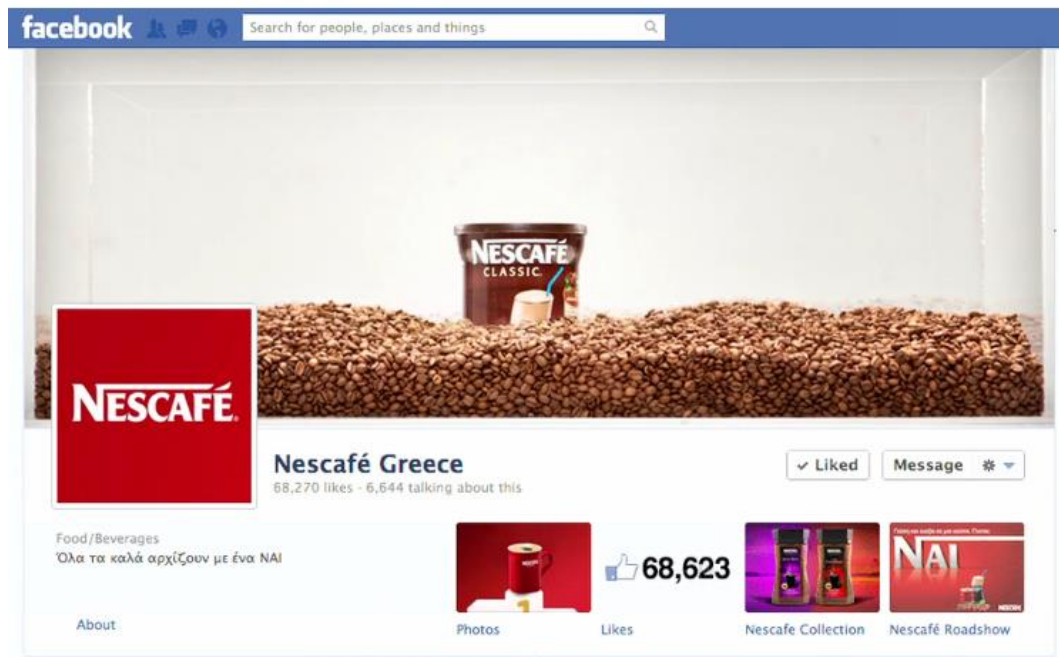 facebook
Search for people, places and things
NESCAFÉ
CLASSIC
NESCAFÉ
Nescafé Greece
68,270 likes - 6,644 talking about this
Liked
Message
Food/Beverages
Όλα τα καλά αρχίζουν με ένα ΝΑΙ
68,623
1
ΝΑΙ
NESCAFÉ
About
Photos
Likes
Nescafe Collection
Nescafé Roadshow